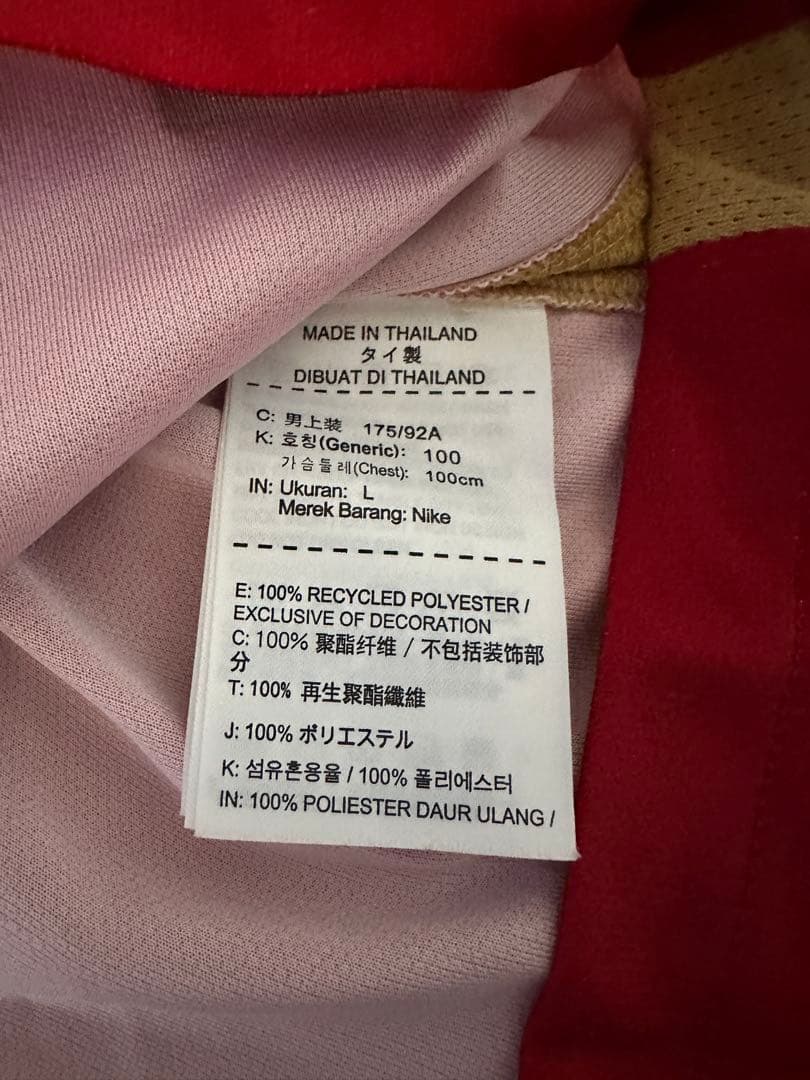 MADE IN THAILAND
タイ製
DIBUAT DI THAILAND
C: 男上装 175/92A
K: 호칭(Generic): 100
가슴둘레(Chest): 100cm
IN: Ukuran: L
Merek Barang: Nike
E: 100% RECYCLED POLYESTER /
EXCLUSIVE OF DECORATION
C: 100% 聚酯纤维 / 不包括装饰部
分
T: 100% 再生聚酯纖維
J: 100% ポリエステル
K: 섬유혼용율 / 100% 폴리에스터
IN: 100% POLIESTER DAUR ULANG /